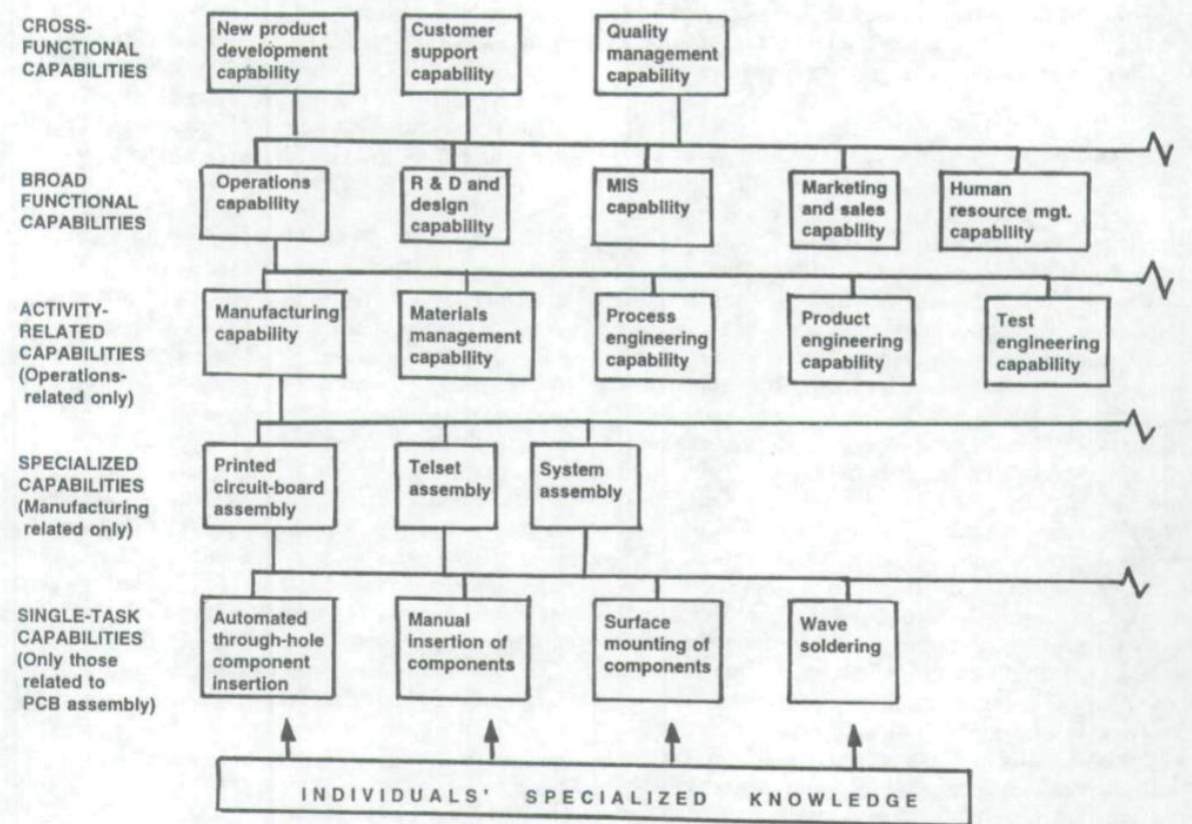 CROSS-
FUNCTIONAL
CAPABILITIES
New product
development
capability
Customer
support
capability
Quality
management
capability
BROAD
FUNCTIONAL
CAPABILITIES
Operations
capability
R & D and
design
capability
MIS
capability
Marketing
and sales
capability
Human
resource mgt.
capability
ACTIVITY-
RELATED
CAPABILITIES
(Operations-
related only)
Manufacturing
capability
Materials
management
capability
Process
engineering
capability
Product
engineering
capability
Test
engineering
capability
SPECIALIZED
CAPABILITIES
(Manufacturing
related only)
Printed
circuit-board
assembly
Telset
assembly
System
assembly
SINGLE-TASK
CAPABILITIES
(Only those
related to
PCB assembly)
Automated
through-hole
component
insertion
Manual
insertion of
components
Surface
mounting of
components
Wave
soldering
INDIVIDUALS' SPECIALIZED KNOWLEDGE